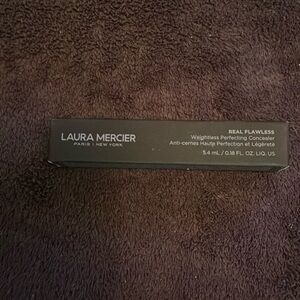 LAURA MERCIER
PARIS | NEW YORK
REAL FLAWLESS
Weightless Perfecting Concealer
Anti-cernes Haute Perfection et Légèreté
5.4 mL / 0.18 FL. OZ. LIQ. US